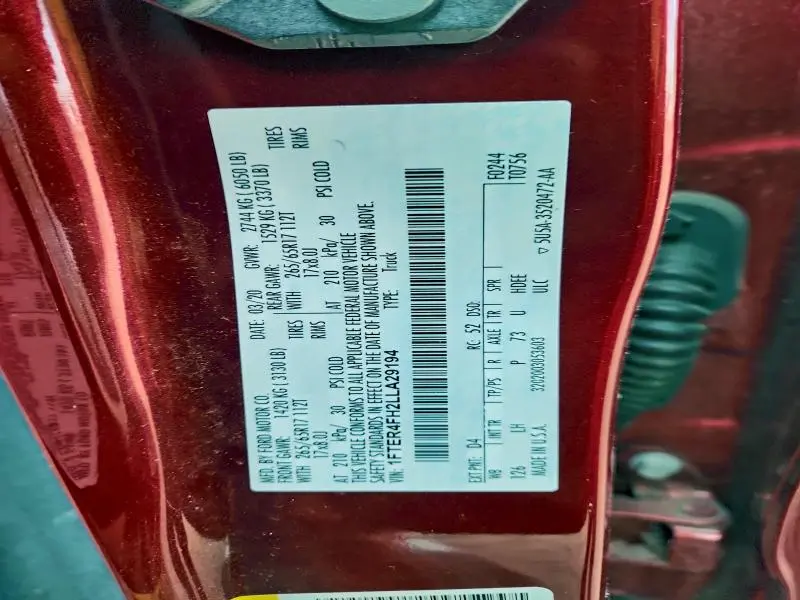 MFD. BY FORD MOTOR CO.
DATE: 03/20 GVWR: 2744 KG ( 6050 LB)
FRONT GAWR: 1420 KG ( 3130 LB) REAR GAWR: 1529 KG ( 3370 LB)
WITH 265/65R17 112T TIRES WITH 265/65R17 112T TIRES
17x8.0J RIMS 17x8.0J RIMS
AT 210 kPa/ 30 PSI COLD AT 210 kPa/ 30 PSI COLD
THIS VEHICLE CONFORMS TO ALL APPLICABLE FEDERAL MOTOR VEHICLE
SAFETY STANDARDS IN EFFECT ON THE DATE OF MANUFACTURE SHOWN ABOVE.
VIN: 1FTER4FH2LLA29194 TYPE: Truck
F0244
EXT PNT: D4 RC: 52 DSO: T0756
WB INT TR TP/PS R AXLE TR SPR
126 LH P 73 U HDEE
MADE IN U.S.A. ULC ▽ 5U5A-3520472-AA